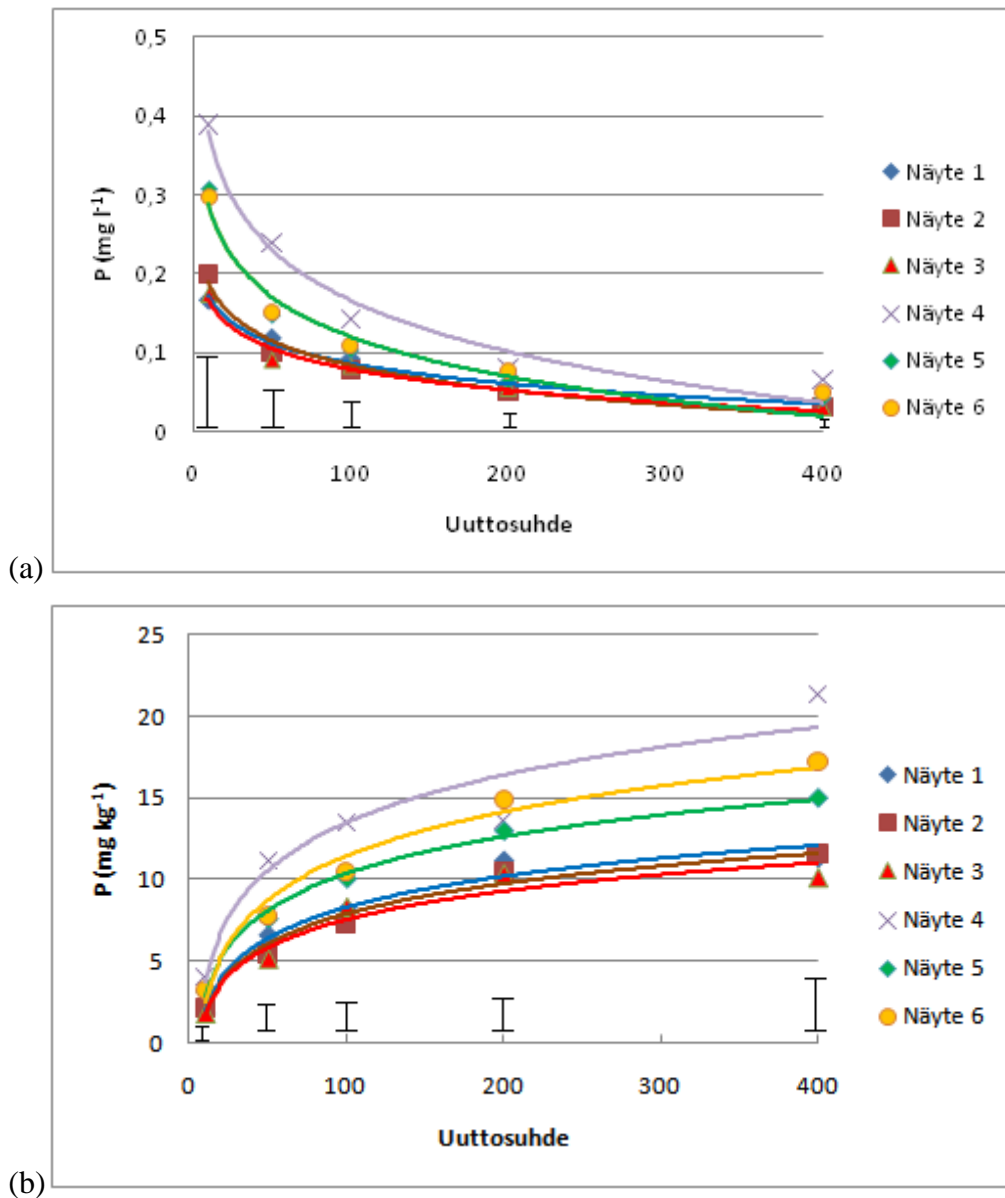 0,5
0,4
0,3
0,2
0,1
0
P (mg l⁻¹)
0 100 200 300 400
Uuttosuhde
Näyte 1
Näyte 2
Näyte 3
Näyte 4
Näyte 5
Näyte 6
(a)
25
20
15
10
5
0
P (mg kg⁻¹)
0 100 200 300 400
Uuttosuhde
Näyte 1
Näyte 2
Näyte 3
Näyte 4
Näyte 5
Näyte 6
(b)